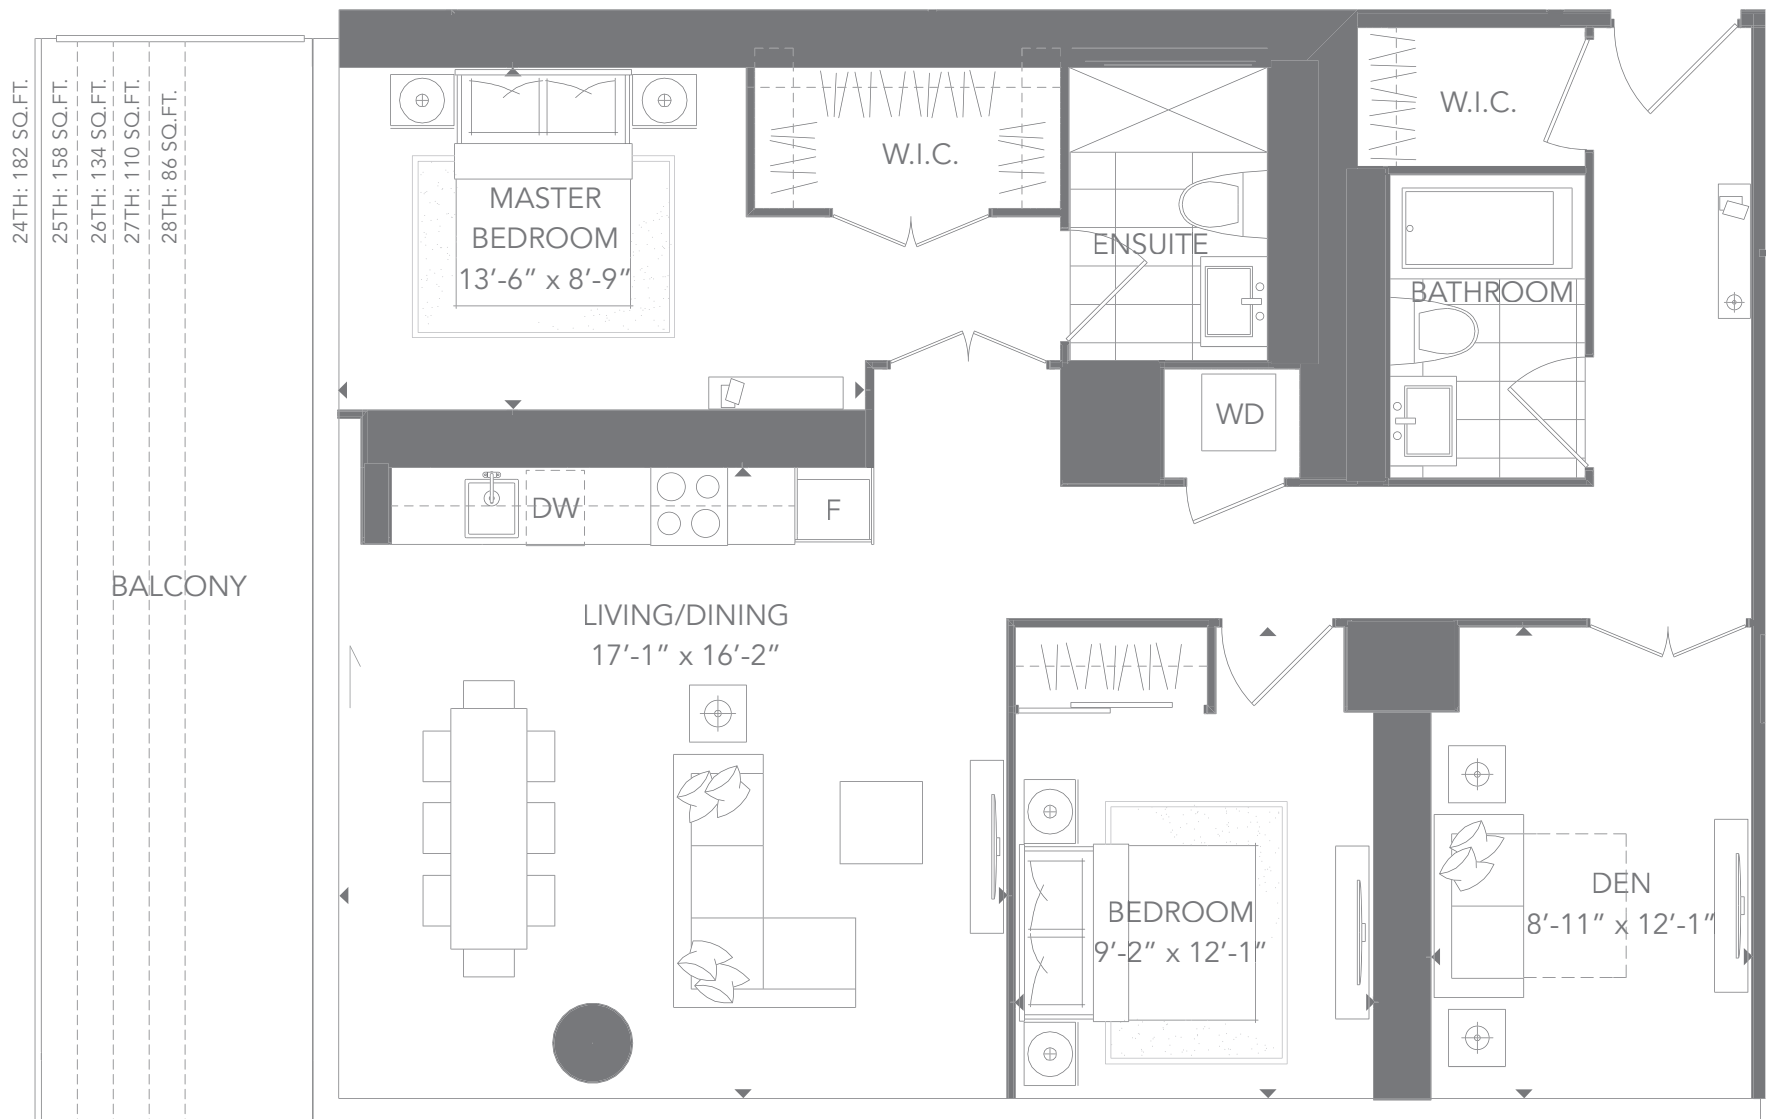 24TH: 182 SQ.FT.
25TH: 158 SQ.FT.
26TH: 134 SQ.FT.
27TH: 110 SQ.FT.
28TH: 86 SQ.FT.
BALCONY
MASTER
BEDROOM
13'-6" x 8'-9"
W.I.C.
ENSUITE
W.I.C.
BATHROOM
WD
DW
F
LIVING/DINING
17'-1" x 16'-2"
BEDROOM
9'-2" x 12'-1"
DEN
8'-11" x 12'-1"